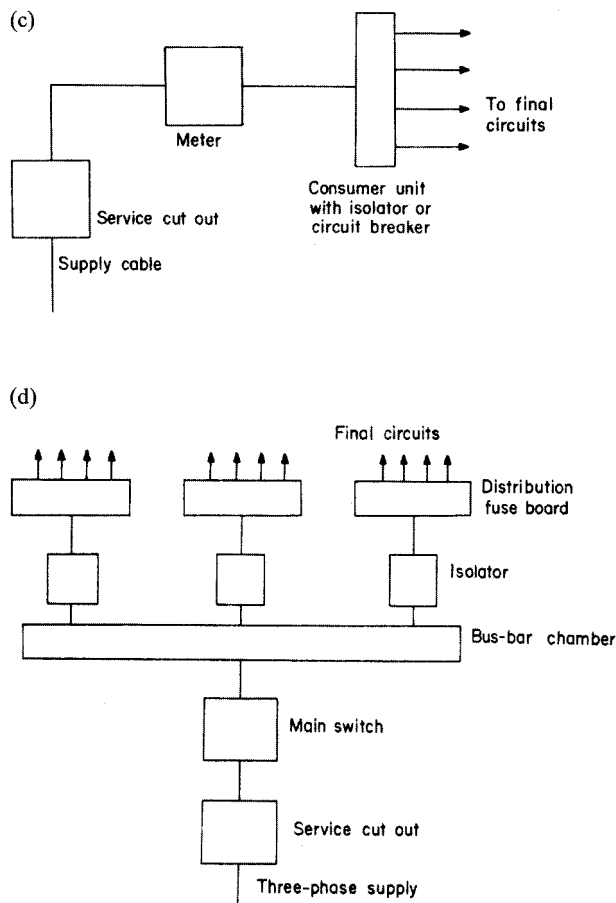 (c)
Meter
To final
circuits
Service cut out
Consumer unit
with isolator or
circuit breaker
Supply cable
(d)
Final circuits
Distribution
fuse board
Isolator
Bus-bar chamber
Main switch
Service cut out
Three-phase supply